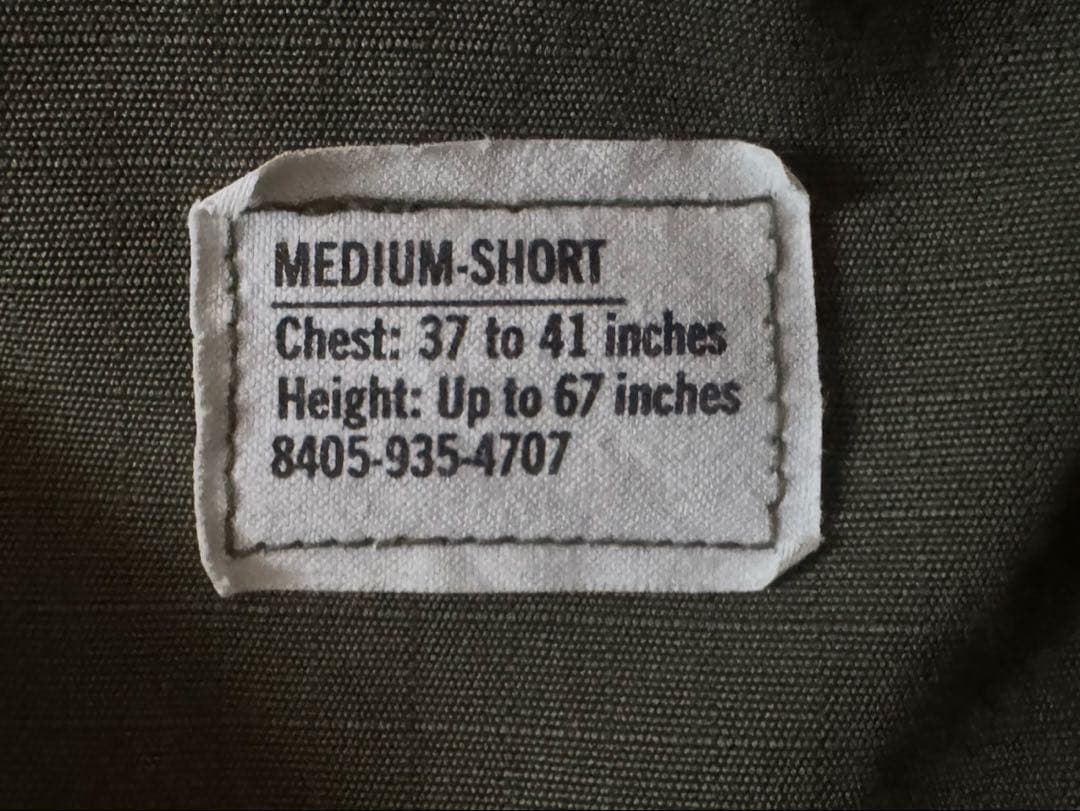 MEDIUM-SHORT
Chest: 37 to 41 inches
Height: Up to 67 inches
8405-935-4707